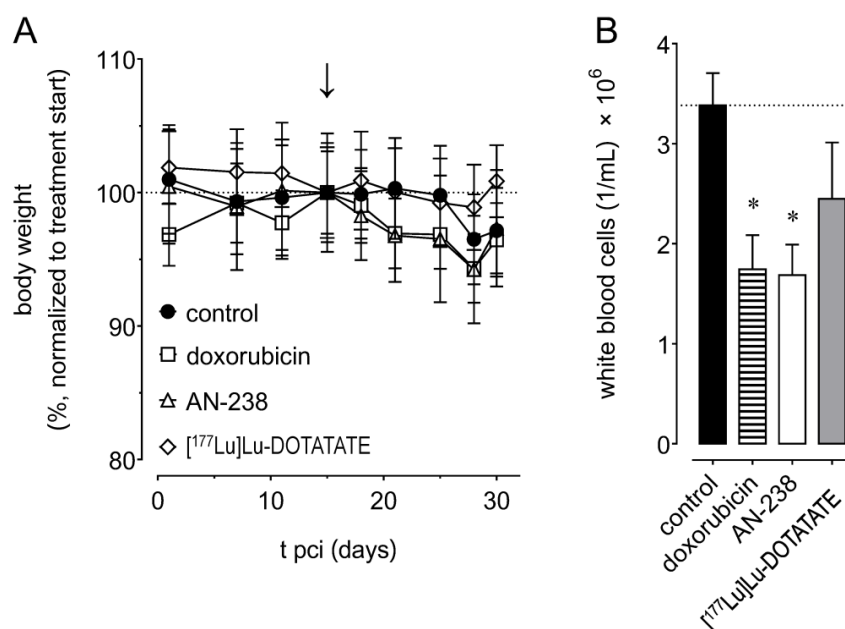 A
body weight
(%, normalized to treatment start)
110
100
90
80
↓
control
doxorubicin
AN-238
[¹⁷⁷Lu]Lu-DOTATATE
0
10
20
30
t pci (days)
B
white blood cells (1/mL) × 10⁶
4
3
2
1
0
*
*
control
doxorubicin
AN-238
[¹⁷⁷Lu]Lu-DOTATATE